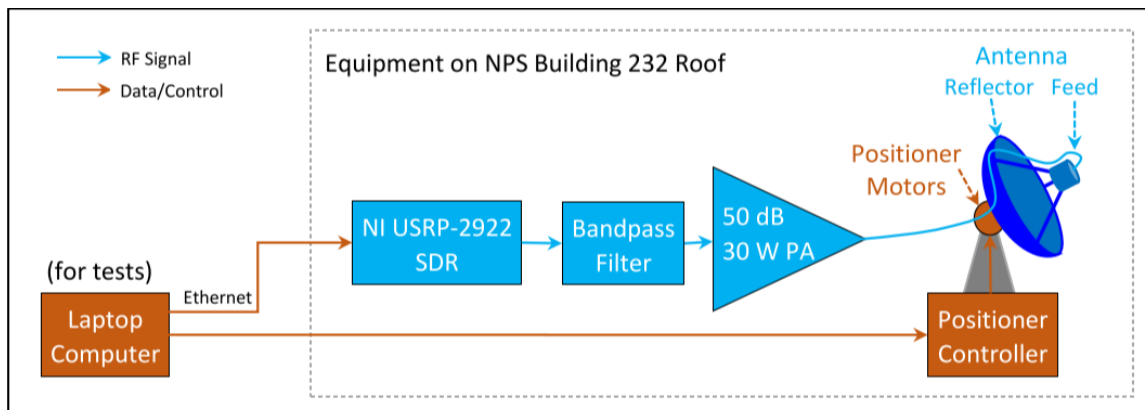 RF Signal
Data/Control
Equipment on NPS Building 232 Roof
Antenna
Reflector Feed
Positioner
Motors
NI USRP-2922
SDR
Bandpass
Filter
50 dB
30 W PA
(for tests)
Ethernet
Laptop
Computer
Positioner
Controller